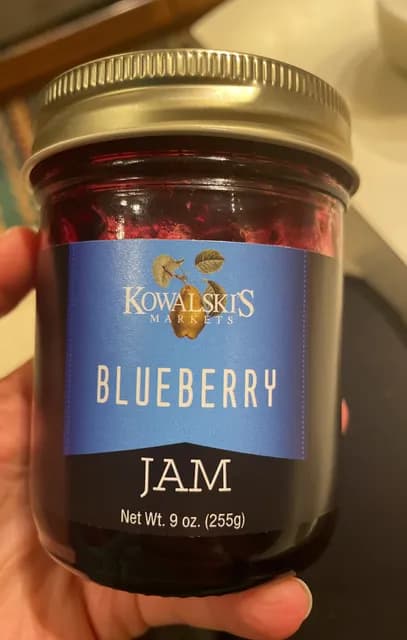 KOWALSKI'S
MARKETS
BLUEBERRY
JAM
Net Wt. 9 oz. (255g)